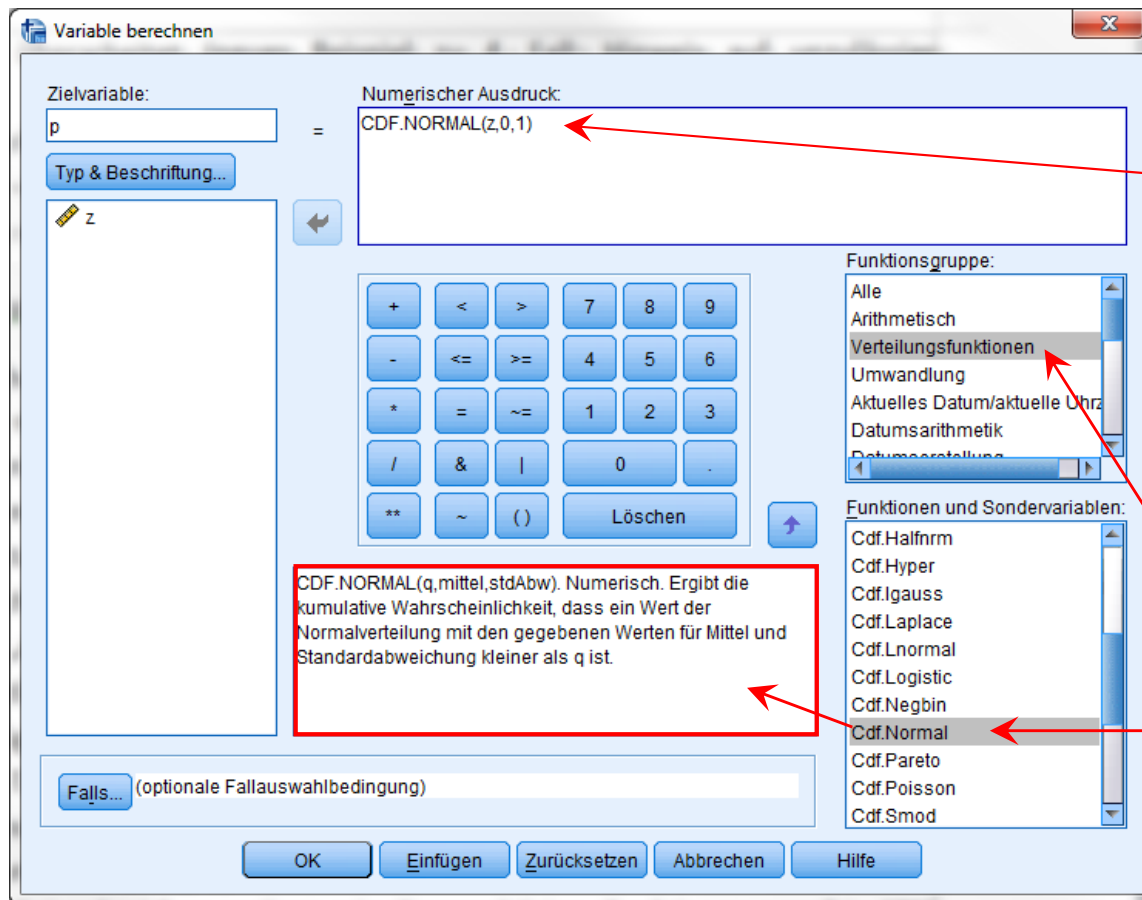 Variable berechnen
Zielvariable:
p
=
Numerischer Ausdruck:
CDF.NORMAL(z,0,1)
Typ & Beschriftung...
z
Funktionsgruppe:
Alle
Arithmetisch
Verteilungsfunktionen
Umwandlung
Aktuelles Datum/aktuelle Uhrz
Datumsarithmetik
Datumserstellung
+ < > 7 8 9
- <= >= 4 5 6
* = ~= 1 2 3
/ & | 0 .
** ~ ( ) Löschen
CDF.NORMAL(q,mittel,stdAbw). Numerisch. Ergibt die
kumulative Wahrscheinlichkeit, dass ein Wert der
Normalverteilung mit den gegebenen Werten für Mittel und
Standardabweichung kleiner als q ist.
Funktionen und Sondervariablen:
Cdf.Halfnrm
Cdf.Hyper
Cdf.Igauss
Cdf.Laplace
Cdf.Lnormal
Cdf.Logistic
Cdf.Negbin
Cdf.Normal
Cdf.Pareto
Cdf.Poisson
Cdf.Smod
Falls... (optionale Fallauswahlbedingung)
OK Einfügen Zurücksetzen Abbrechen Hilfe